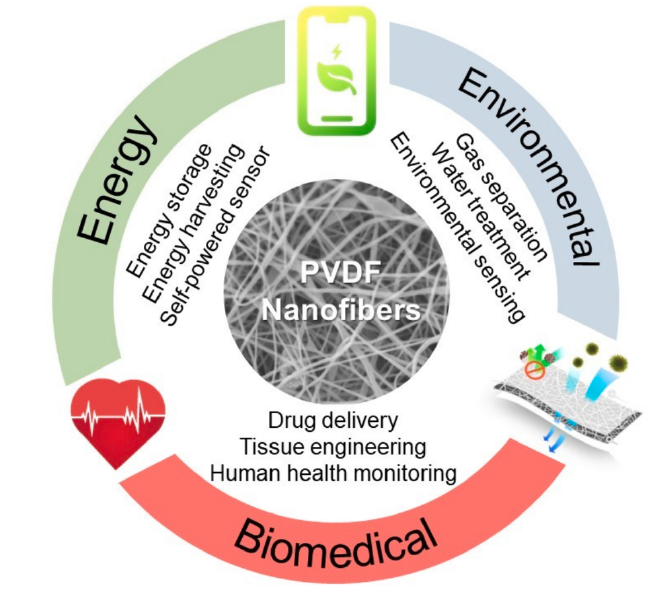 Energy
Energy storage
Energy harvesting
Self-powered sensor
Environmental
Gas separation
Water treatment
Environmental sensing
PVDF
Nanofibers
Drug delivery
Tissue engineering
Human health monitoring
Biomedical